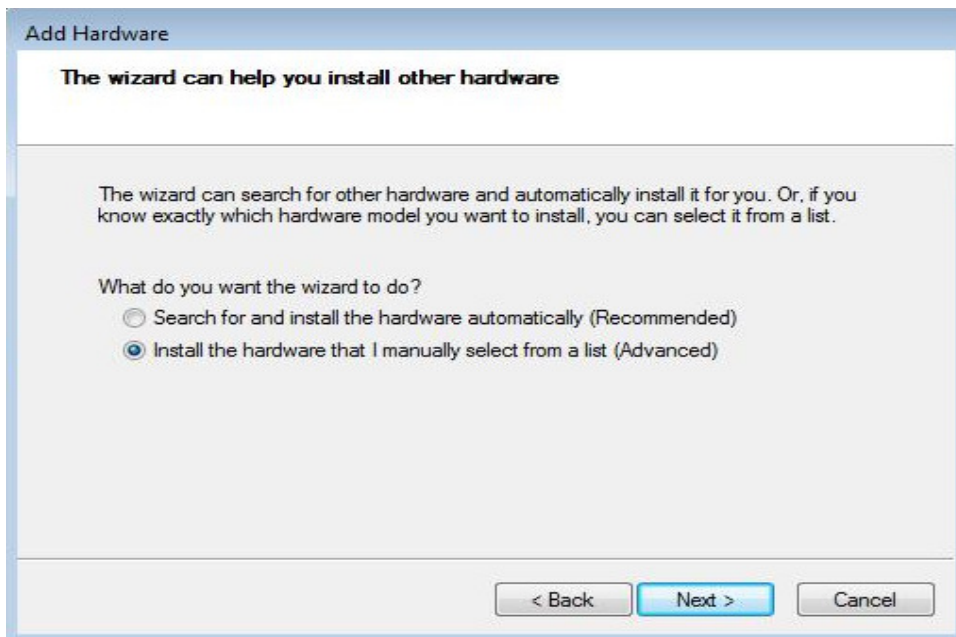 Add Hardware
The wizard can help you install other hardware
The wizard can search for other hardware and automatically install it for you. Or, if you
know exactly which hardware model you want to install, you can select it from a list.
What do you want the wizard to do?
Search for and install the hardware automatically (Recommended)
Install the hardware that I manually select from a list (Advanced)
< Back Next > Cancel